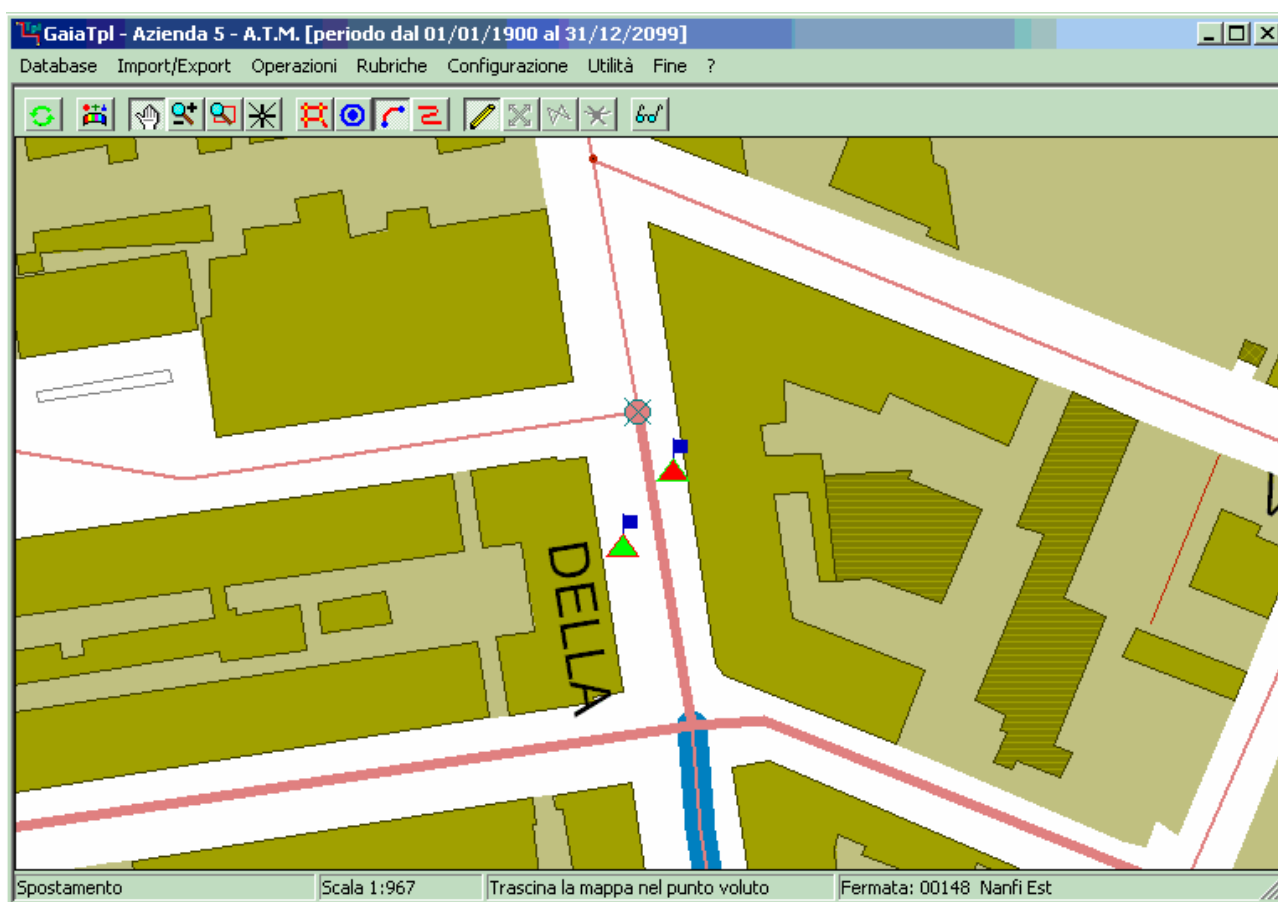 GaiaTpl - Azienda 5 - A.T.M. [periodo dal 01/01/1900 al 31/12/2099]
Database Import/Export Operazioni Rubriche Configurazione Utilità Fine ?
DELLA
Spostamento Scala 1:967 Trascina la mappa nel punto voluto Fermata: 00148 Nanfi Est